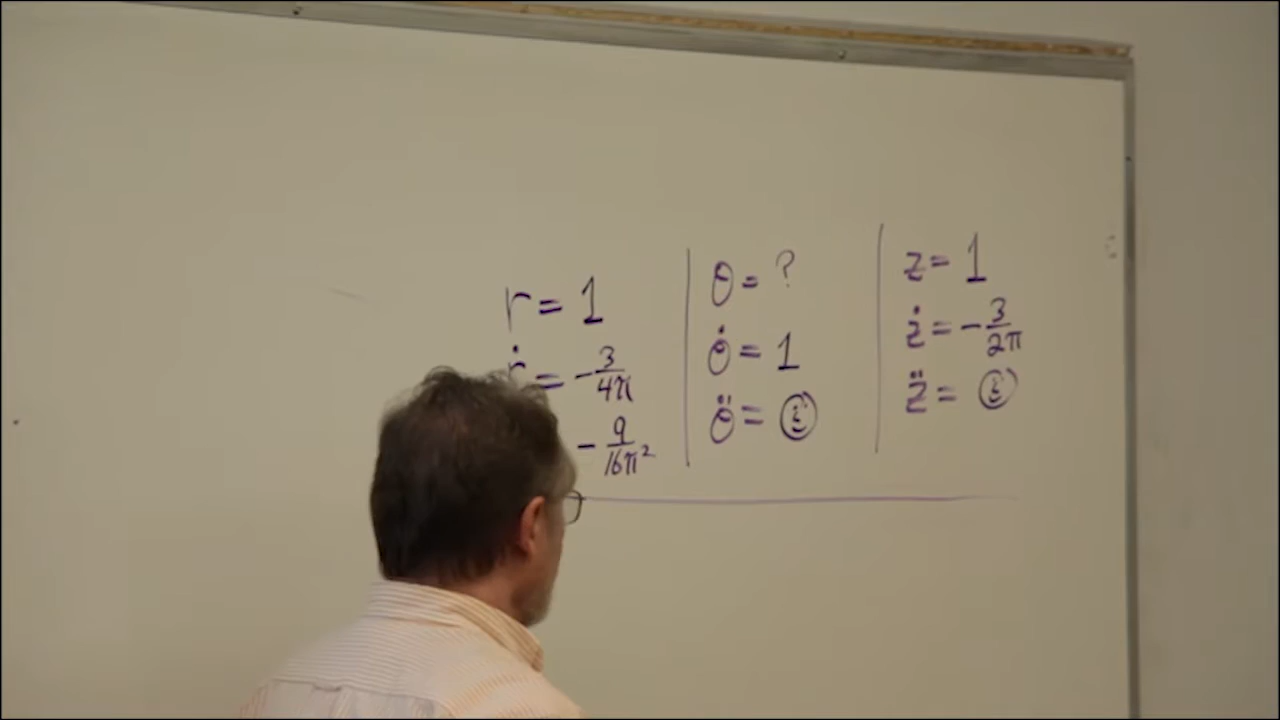 r = 1
ṙ = -3/4π
- 9/16π²
θ = ?
θ̇ = 1
θ̈ = ☺
z = 1
ż = -3/2π
z̈ = ☺